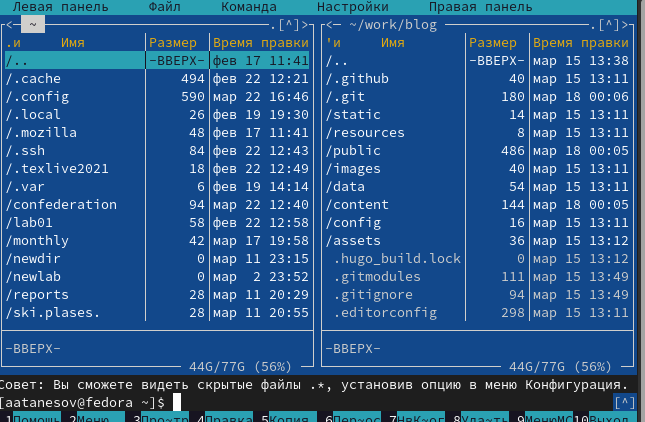 Левая панель Файл Команда Настройки Правая панель
<─ ~ .[^]> <─ ~/work/blog .[^]>
.и Имя Размер Время правки 'и Имя Размер Время правки
/.. -ВВЕРХ- фев 17 11:41 /.. -ВВЕРХ- мар 15 13:38
/.cache 494 фев 22 12:21 /.github 40 мар 15 13:11
/.config 590 мар 22 16:46 /.git 180 мар 18 00:06
/.local 26 фев 19 19:30 /static 14 мар 15 13:11
/.mozilla 48 фев 17 11:41 /resources 8 мар 15 13:11
/.ssh 84 фев 22 12:43 /public 486 мар 18 00:05
/.texlive2021 18 фев 22 12:49 /images 40 мар 15 13:11
/.var 6 фев 19 14:14 /data 54 мар 15 13:11
/confederation 94 мар 22 12:40 /content 144 мар 18 00:05
/lab01 58 фев 22 12:58 /config 16 мар 15 13:11
/monthly 42 мар 17 19:58 /assets 36 мар 15 13:12
/newdir 0 мар 11 23:15 .hugo_build.lock 0 мар 15 13:12
/newlab 0 мар 2 23:52 .gitmodules 111 мар 15 13:49
/reports 28 мар 11 20:29 .gitignore 94 мар 15 13:49
/ski.plases. 28 мар 11 20:55 .editorconfig 298 мар 15 13:11
-ВВЕРХ- -ВВЕРХ-
44G/77G (56%) 44G/77G (56%)
Совет: Вы сможете видеть скрытые файлы .*, установив опцию в меню Конфигурация.
[aatanesov@fedora ~]$ [^]
1Помощь 2Меню 3Про~тр 4Правка 5Копия 6Пер~ос 7НвК~ог 8Уда~ть 9МенюMC 10Выход